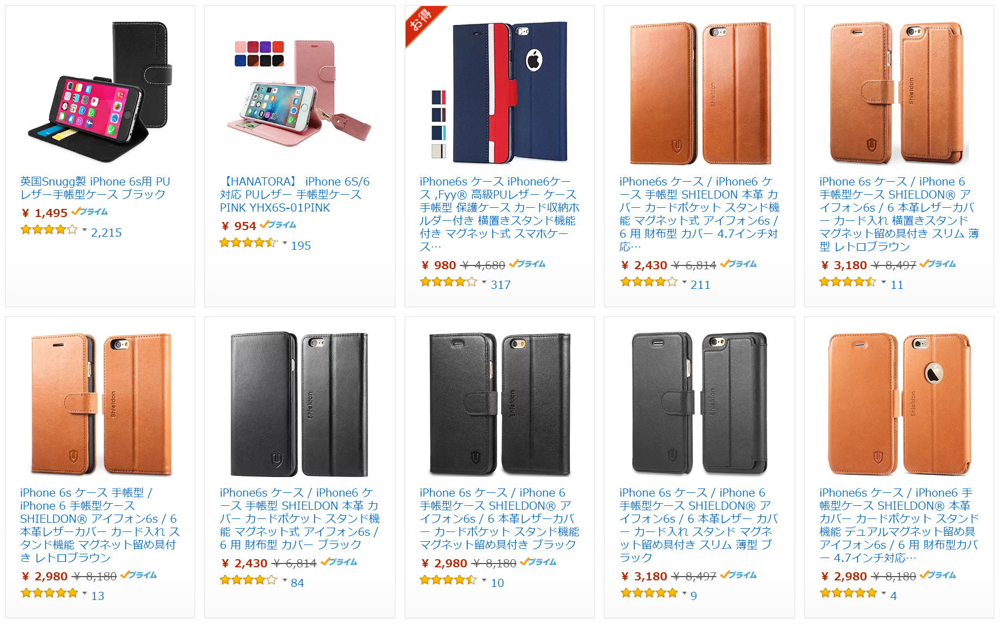 英国Snugg製 iPhone 6s用 PU
レザー手帳型ケース ブラック
￥ 1,495 プライム
2,215
【HANATORA】 iPhone 6S/6
対応 PUレザー 手帳型ケース
PINK YHX6S-01PINK
￥ 954 プライム
195
お得
iPhone6s ケース iPhone6ケー
ス ,Fyy® 高級PUレザー ケース
手帳型 保護ケース カード収納ホ
ルダー付き 横置きスタンド機能
付き マグネット式 スマホケー
ス…
￥ 980 ￥ 4,680 プライム
317
Shieldon
iPhone6s ケース / iPhone6 ケ
ース 手帳型 SHIELDON 本革 カ
バー カードポケット スタンド機
能 マグネット式 アイフォン6s /
6 用 財布型 カバー 4.7インチ対
応…
￥ 2,430 ￥ 6,814 プライム
211
Shieldon
iPhone 6s ケース / iPhone 6
手帳型ケース SHIELDON® ア
イフォン6s / 6 本革レザーカバ
ー カード入れ 横置きスタンド
マグネット留め具付き スリム 薄
型 レトロブラウン
￥ 3,180 ￥ 8,497 プライム
11
Shieldon
iPhone 6s ケース 手帳型 /
iPhone 6 手帳型ケース
SHIELDON® アイフォン6s / 6
本革レザーカバー カード入れ ス
タンド機能 マグネット留め具付
き レトロブラウン
￥ 2,980 ￥ 8,180 プライム
13
Shieldon
iPhone6s ケース / iPhone6 ケ
ース 手帳型 SHIELDON 本革 カ
バー カードポケット スタンド機
能 マグネット式 アイフォン6s /
6 用 財布型 カバー ブラック
￥ 2,430 ￥ 6,814 プライム
84
Shieldon
iPhone 6s ケース / iPhone 6
手帳型ケース SHIELDON® ア
イフォン6s / 6 本革レザーカバ
ー カードポケット スタンド機能
マグネット留め具付き ブラック
￥ 2,980 ￥ 8,180 プライム
10
Shieldon
iPhone 6s ケース / iPhone 6
手帳型ケース SHIELDON® ア
イフォン6s / 6 本革レザー カバ
ー カード入れ スタンド マグネ
ット留め具付き スリム 薄型 ブ
ラック
￥ 3,180 ￥ 8,497 プライム
9
Shieldon
iPhone6s ケース / iPhone6 手
帳型ケース SHIELDON® 本革
カバー カードポケット スタンド
機能 デュアルマグネット留め具
アイフォン6s / 6 用 財布型カバ
ー 4.7インチ対応…
￥ 2,980 ￥ 8,180 プライム
4